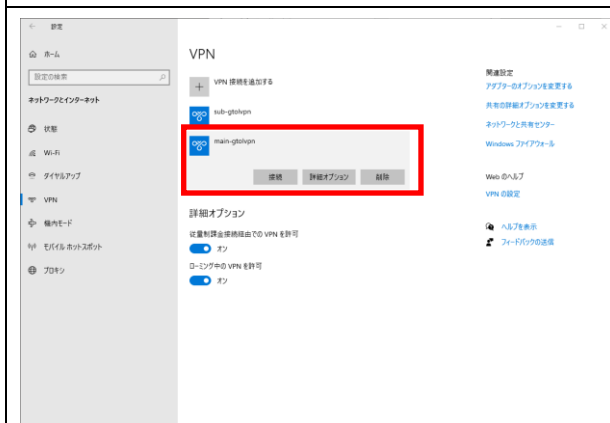 設定
ホーム
設定の検索
ネットワークとインターネット
状態
Wi-Fi
ダイヤルアップ
VPN
機内モード
モバイル ホットスポット
プロキシ
VPN
VPN 接続を追加する
sub-gtolvpn
main-gtolvpn
接続 詳細オプション 削除
詳細オプション
従量制課金接続経由での VPN を許可
オン
ローミング中の VPN を許可
オン
関連設定
アダプターのオプションを変更する
共有の詳細オプションを変更する
ネットワークと共有センター
Windows ファイアウォール
Web のヘルプ
VPN の設定
ヘルプを表示
フィードバックの送信